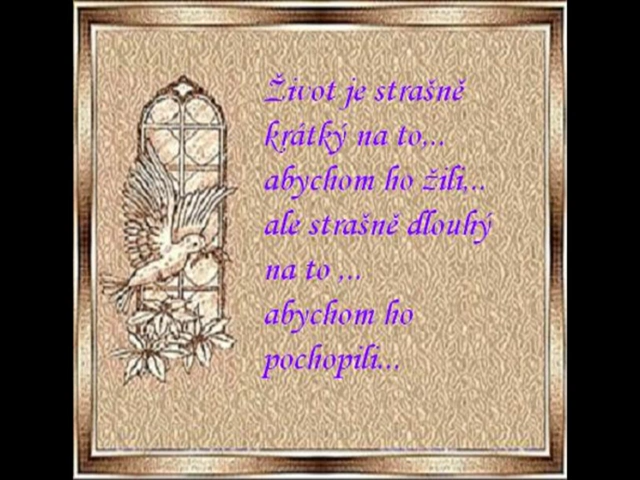 Život je strašně
krátký na to,..
abychom ho žili,..
ale strašně dlouhý
na to ,...
abychom ho
pochopili...